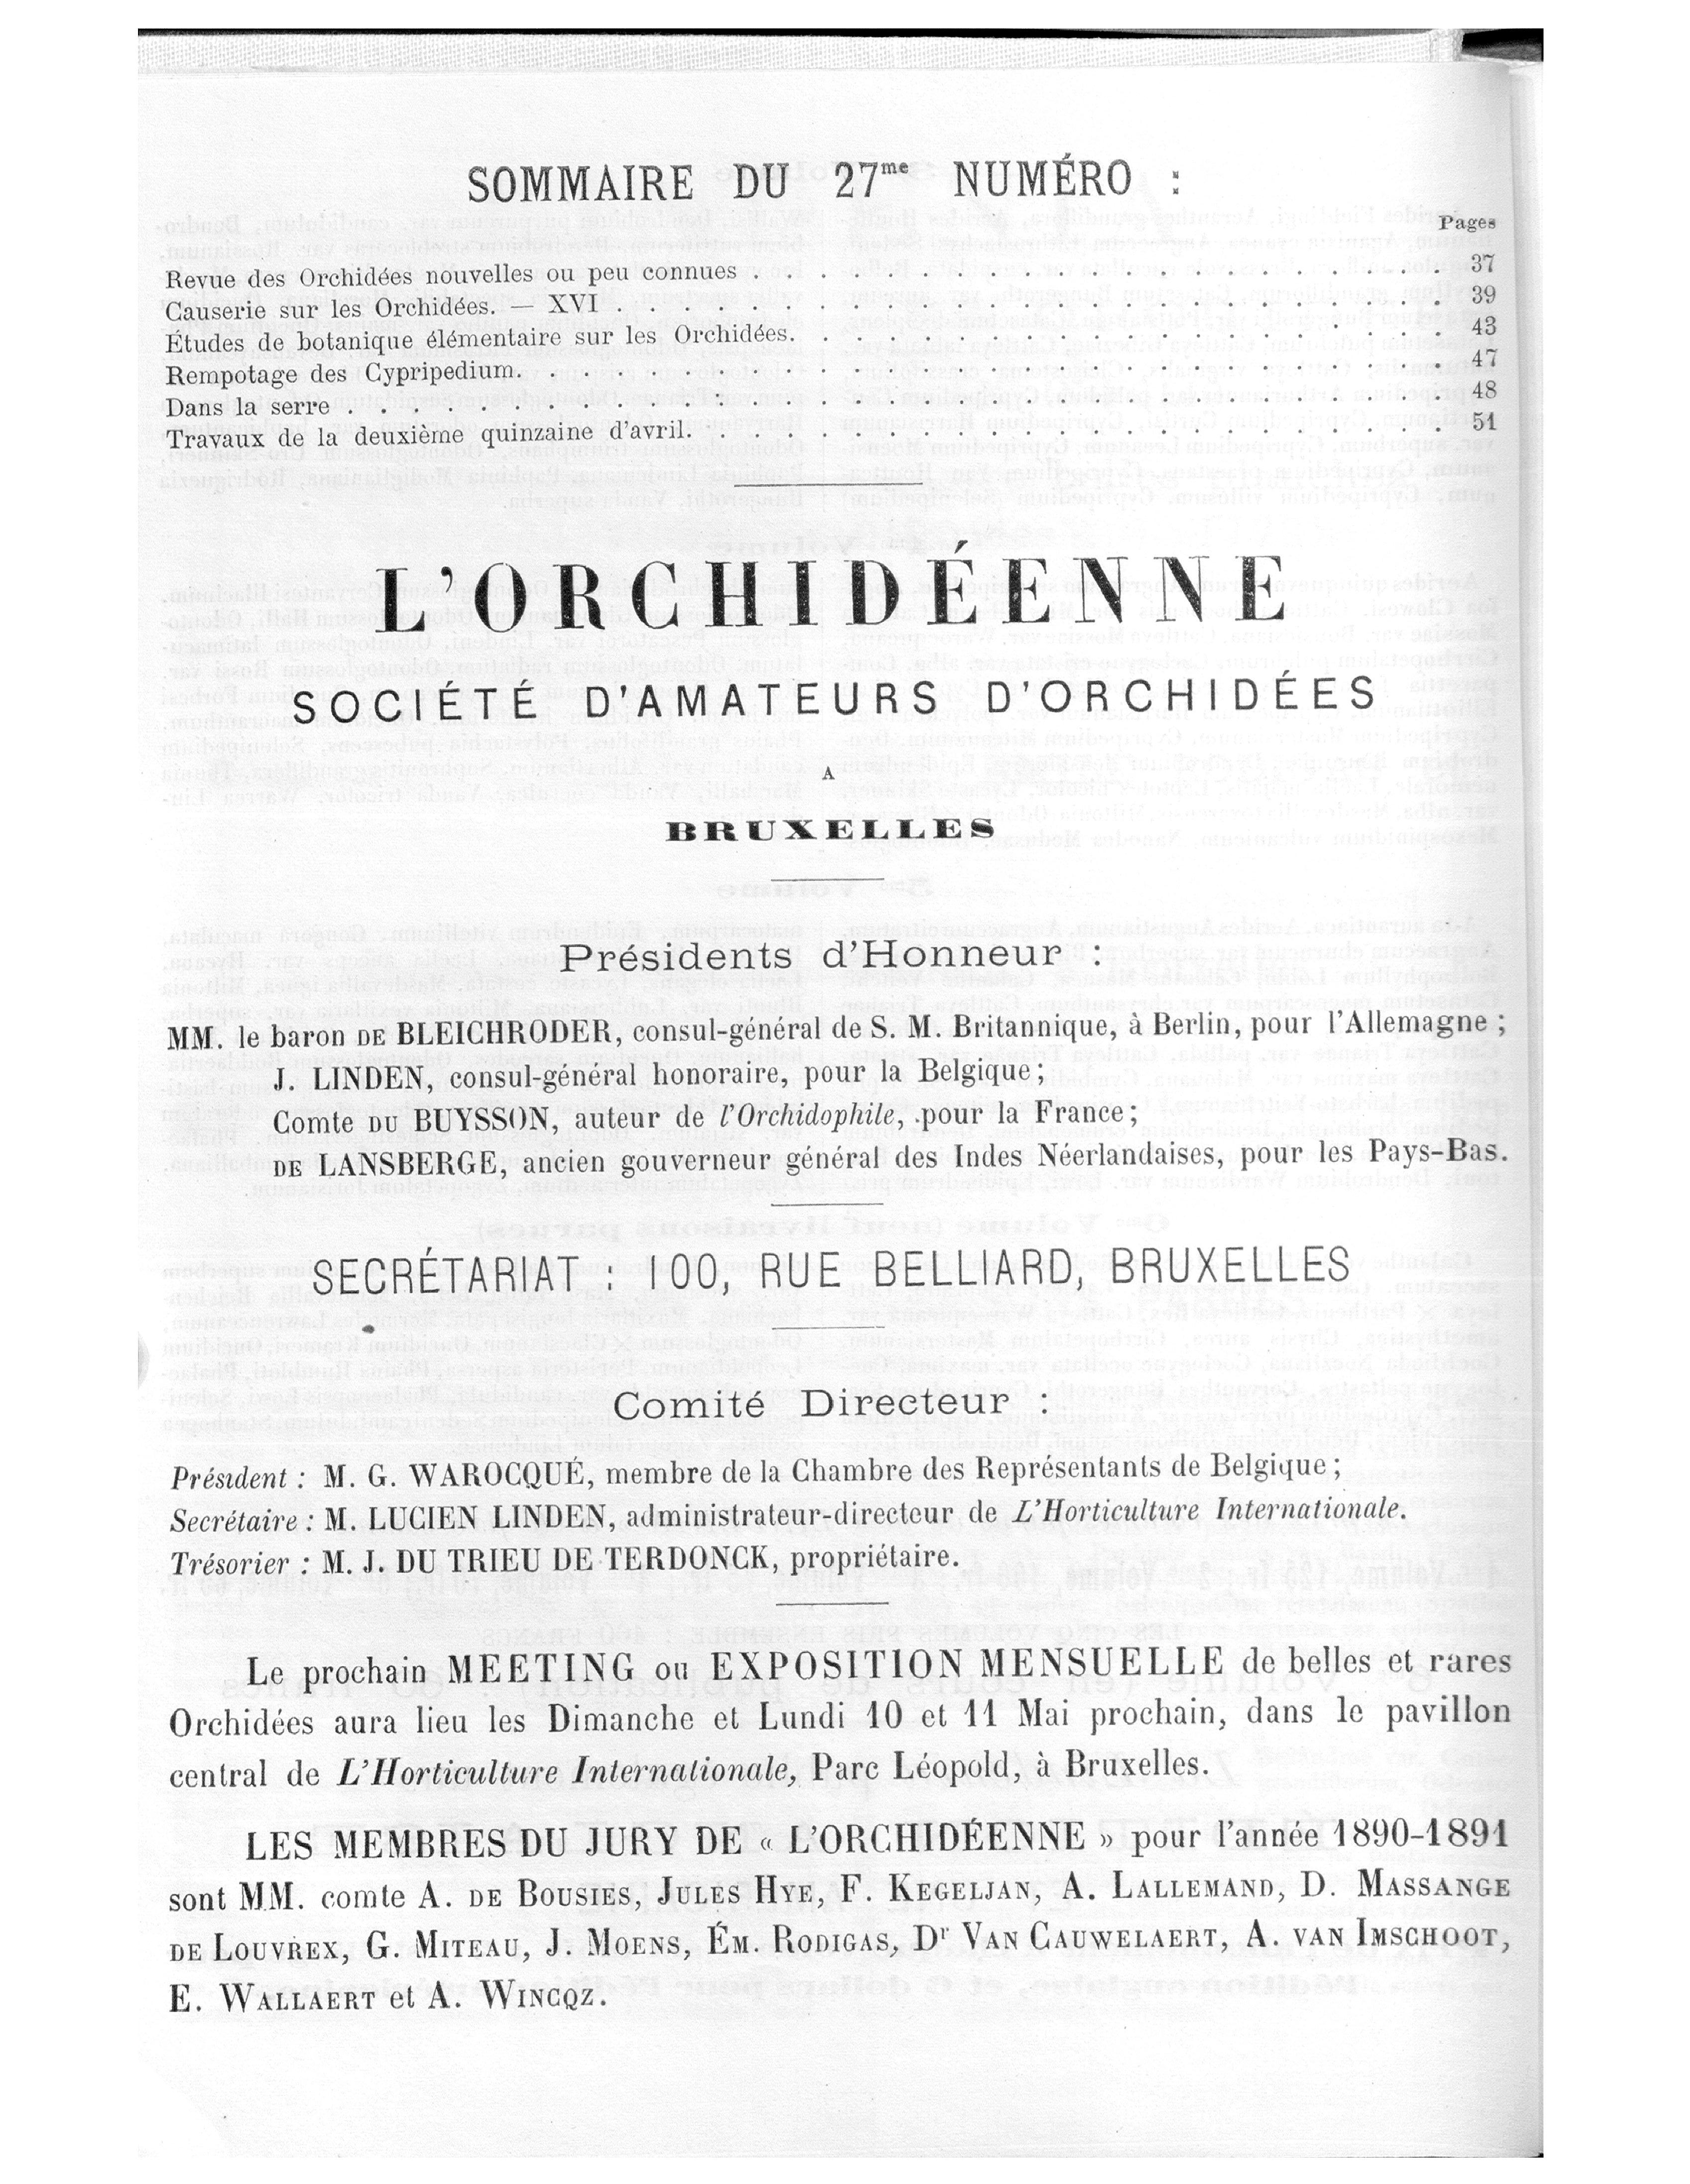 SOMMAIRE DU 27me NUMÉRO :
Pages
Revue des Orchidées nouvelles ou peu connues . . . . . . . . . . . . . . . . . . . . 37
Causerie sur les Orchidées. — XVI . . . . . . . . . . . . . . . . . . . . . . . . 39
Études de botanique élémentaire sur les Orchidées. . . . . . . . . . . . . . . . . . . . 43
Rempotage des Cypripedium. . . . . . . . . . . . . . . . . . . . . . . . . . . . 47
Dans la serre . . . . . . . . . . . . . . . . . . . . . . . . . . . . . . . . . 48
Travaux de la deuxième quinzaine d'avril. . . . . . . . . . . . . . . . . . . . . . . 51
L'ORCHIDÉENNE
SOCIÉTÉ D'AMATEURS D'ORCHIDÉES
A
BRUXELLES
Présidents d'Honneur :
MM. le baron DE BLEICHRODER, consul-général de S. M. Britannique, à Berlin, pour l'Allemagne ;
J. LINDEN, consul-général honoraire, pour la Belgique ;
Comte DU BUYSSON, auteur de l'Orchidophile, pour la France ;
DE LANSBERGE, ancien gouverneur général des Indes Néerlandaises, pour les Pays-Bas.
SECRÉTARIAT : 100, RUE BELLIARD, BRUXELLES
Comité Directeur :
Président : M. G. WAROCQUÉ, membre de la Chambre des Représentants de Belgique ;
Secrétaire : M. LUCIEN LINDEN, administrateur-directeur de L'Horticulture Internationale.
Trésorier : M. J. DU TRIEU DE TERDONCK, propriétaire.
Le prochain MEETING ou EXPOSITION MENSUELLE de belles et rares
Orchidées aura lieu les Dimanche et Lundi 10 et 11 Mai prochain, dans le pavillon
central de L'Horticulture Internationale, Parc Léopold, à Bruxelles.
LES MEMBRES DU JURY DE « L'ORCHIDÉENNE » pour l'année 1890-1891
sont MM. comte A. DE BOUSIES, JULES HYE, F. KEGELJAN, A. LALLEMAND, D. MASSANGE
DE LOUVREX, G. MITEAU, J. MOENS, ÉM. RODIGAS, Dr VAN CAUWELAERT, A. VAN IMSCHOOT,
E. WALLAERT et A. WINCQZ.